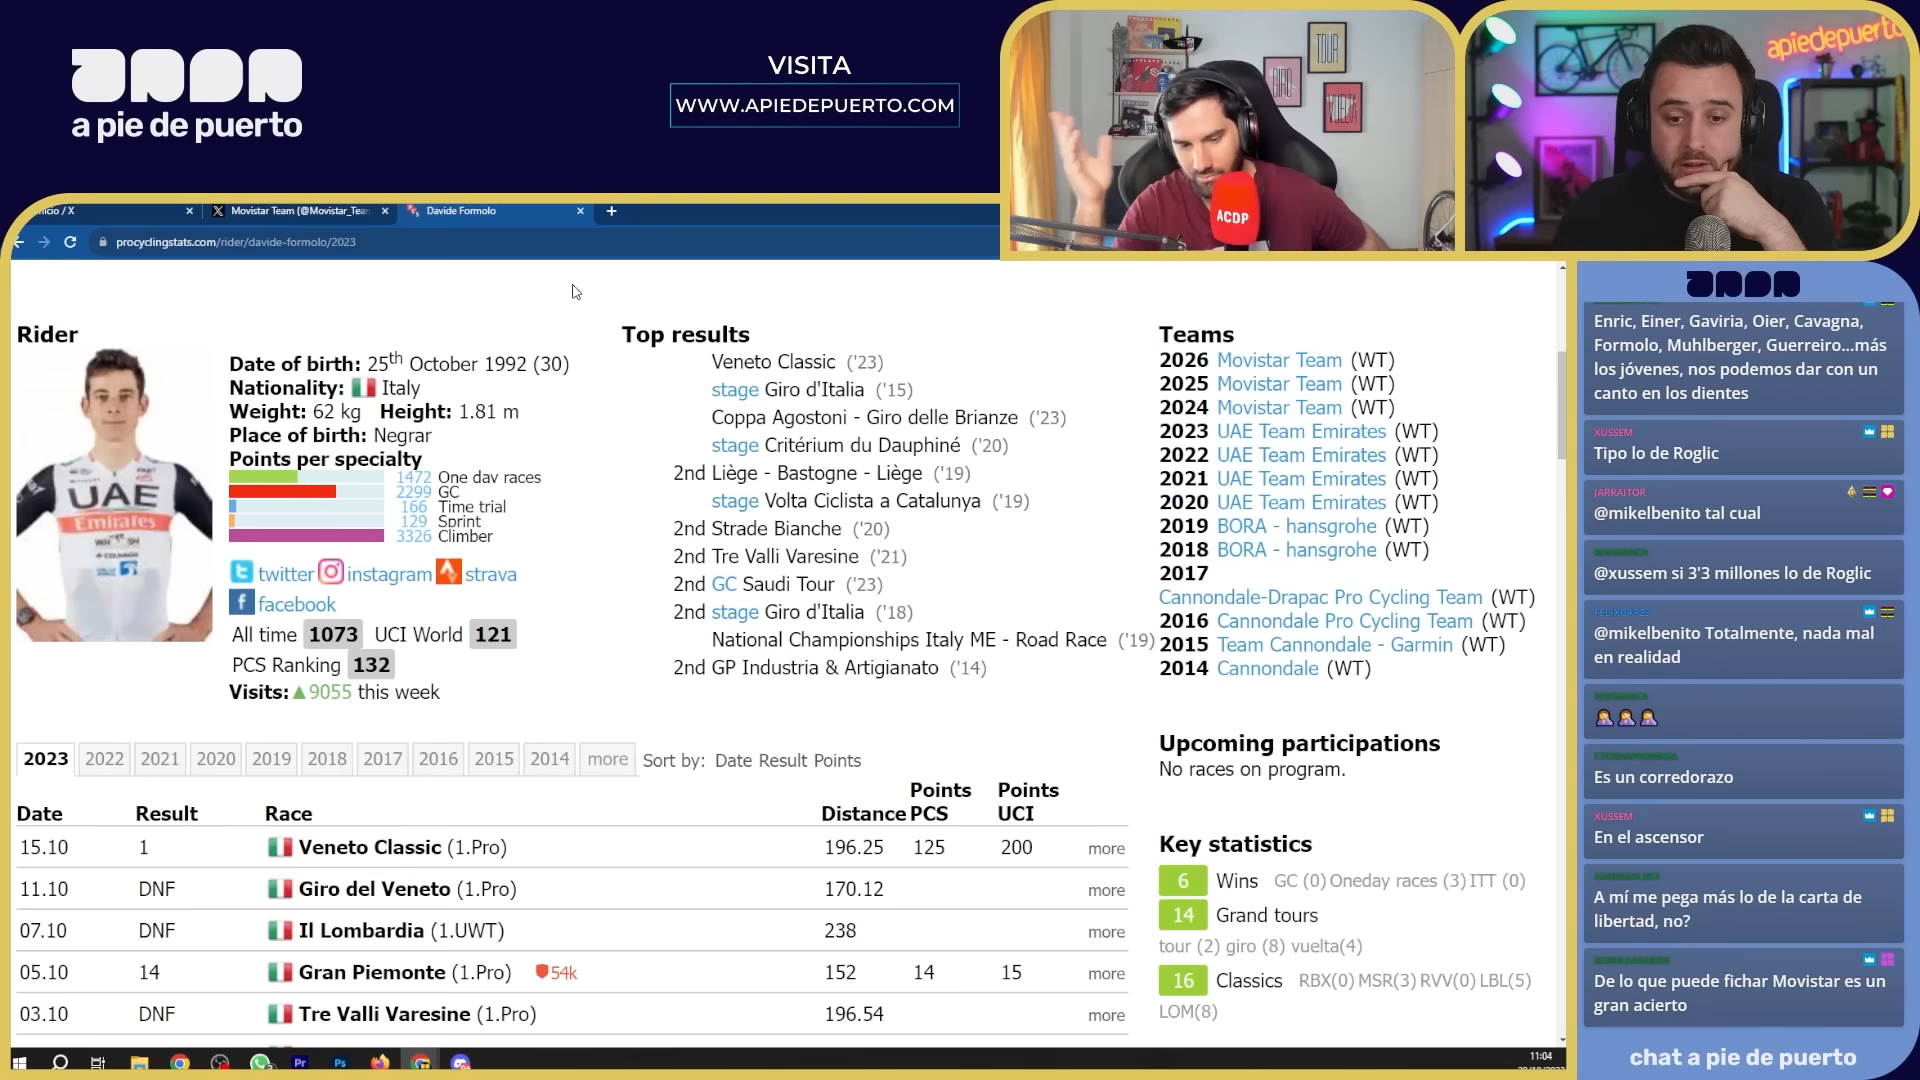 a pie de puerto
VISITA
WWW.APIEDEPUERTO.COM
TOUR
GIRO
VUELTA
ACDP
apiedepuerto
Movistar Team (@Movistar_Tean
Davide Formolo
procyclingstats.com/rider/davide-formolo/2023
Rider
Date of birth: 25th October 1992 (30)
Nationality: Italy
Weight: 62 kg Height: 1.81 m
Place of birth: Negrar
Points per specialty
1472 One day races
2299 GC
166 Time trial
129 Sprint
3326 Climber
twitter instagram strava
facebook
All time 1073 UCI World 121
PCS Ranking 132
Visits: ▲9055 this week
UAE
Emirates
Top results
Veneto Classic ('23)
stage Giro d'Italia ('15)
Coppa Agostoni - Giro delle Brianze ('23)
stage Critérium du Dauphiné ('20)
2nd Liège - Bastogne - Liège ('19)
stage Volta Ciclista a Catalunya ('19)
2nd Strade Bianche ('20)
2nd Tre Valli Varesine ('21)
2nd GC Saudi Tour ('23)
2nd stage Giro d'Italia ('18)
National Championships Italy ME - Road Race ('19)
2nd GP Industria & Artigianato ('14)
Teams
2026 Movistar Team (WT)
2025 Movistar Team (WT)
2024 Movistar Team (WT)
2023 UAE Team Emirates (WT)
2022 UAE Team Emirates (WT)
2021 UAE Team Emirates (WT)
2020 UAE Team Emirates (WT)
2019 BORA - hansgrohe (WT)
2018 BORA - hansgrohe (WT)
2017
Cannondale-Drapac Pro Cycling Team (WT)
2016 Cannondale Pro Cycling Team (WT)
2015 Team Cannondale - Garmin (WT)
2014 Cannondale (WT)
2023 2022 2021 2020 2019 2018 2017 2016 2015 2014 more Sort by: Date Result Points
Date Result Race Distance Points PCS Points UCI
15.10 1 Veneto Classic (1.Pro) 196.25 125 200 more
11.10 DNF Giro del Veneto (1.Pro) 170.12 more
07.10 DNF Il Lombardia (1.UWT) 238 more
05.10 14 Gran Piemonte (1.Pro) 54k 152 14 15 more
03.10 DNF Tre Valli Varesine (1.Pro) 196.54 more
Upcoming participations
No races on program.
Key statistics
6 Wins GC (0) Oneday races (3) ITT (0)
14 Grand tours
tour (2) giro (8) vuelta(4)
16 Classics RBX(0) MSR(3) RVV(0) LBL(5)
LOM(8)
11:04
Enric, Einer, Gaviria, Oier, Cavagna,
Formolo, Muhlberger, Guerreiro...más
los jóvenes, nos podemos dar con un
canto en los dientes
XUSSEM
Tipo lo de Roglic
JARRAITOR
@mikelbenito tal cual
@xussem si 3'3 millones lo de Roglic
@mikelbenito Totalmente, nada mal
en realidad
Es un corredorazo
XUSSEM
En el ascensor
A mí me pega más lo de la carta de
libertad, no?
De lo que puede fichar Movistar es un
gran acierto
chat a pie de puerto